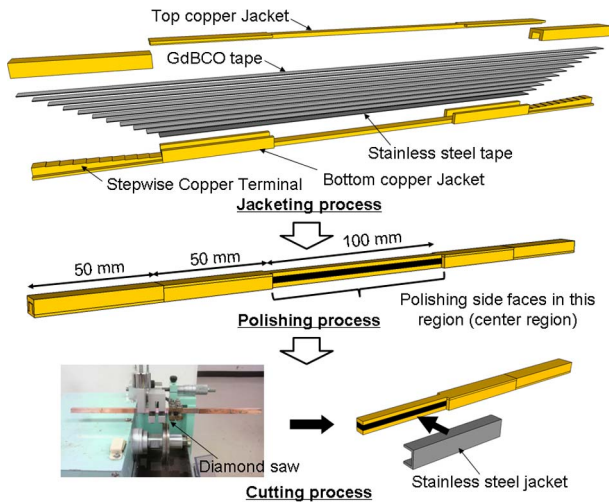 Top copper Jacket
GdBCO tape
Stainless steel tape
Stepwise Copper Terminal
Bottom copper Jacket
Jacketing process
50 mm
50 mm
100 mm
Polishing side faces in this
region (center region)
Polishing process
Diamond saw
Stainless steel jacket
Cutting process